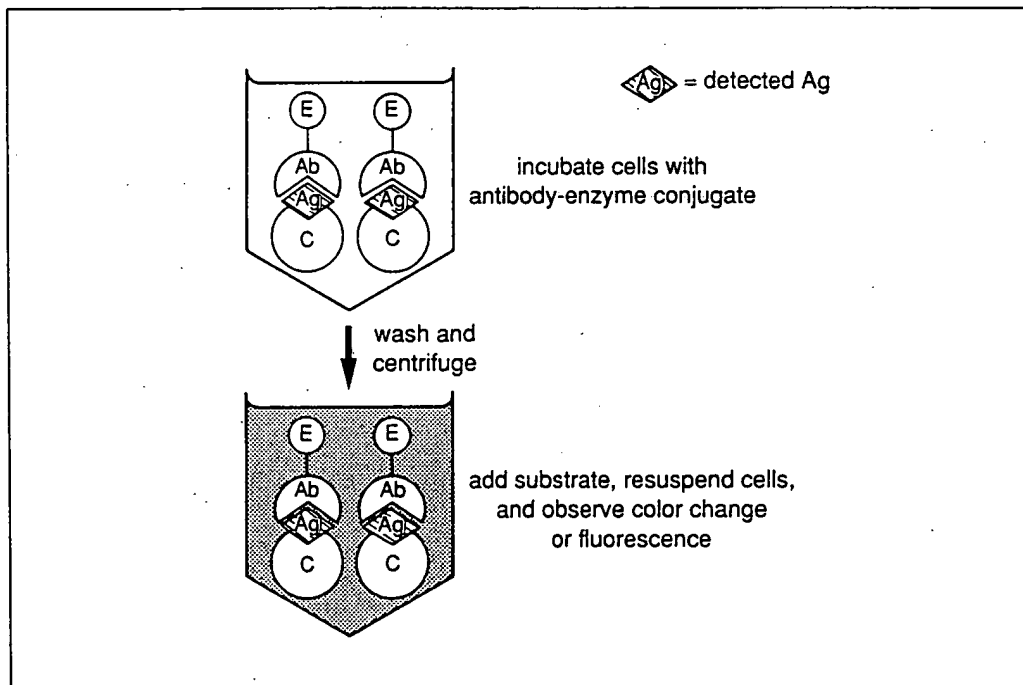 Ag = detected Ag
E E
Ab Ab
Ag Ag
C C
incubate cells with
antibody-enzyme conjugate
wash and
centrifuge
E E
Ab Ab
Ag Ag
C C
add substrate, resuspend cells,
and observe color change
or fluorescence